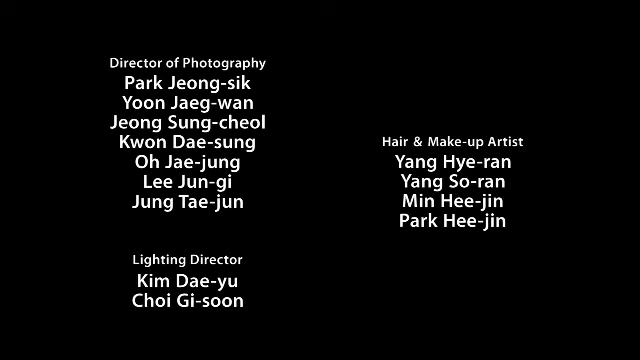 Director of Photography
Park Jeong-sik
Yoon Jaeg-wan
Jeong Sung-cheol
Kwon Dae-sung
Oh Jae-jung
Lee Jun-gi
Jung Tae-jun
Lighting Director
Kim Dae-yu
Choi Gi-soon
Hair & Make-up Artist
Yang Hye-ran
Yang So-ran
Min Hee-jin
Park Hee-jin